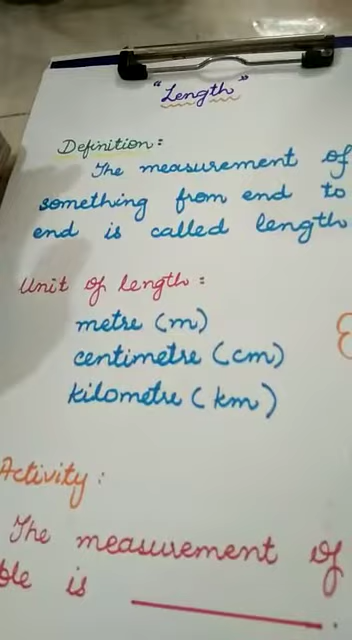 "Length"
Definition:
The measurement of
something from end to
end is called length
Unit of length:
metre (m)
centimetre (cm)
kilometre (km)
Activity:
The measurement of
is ________.